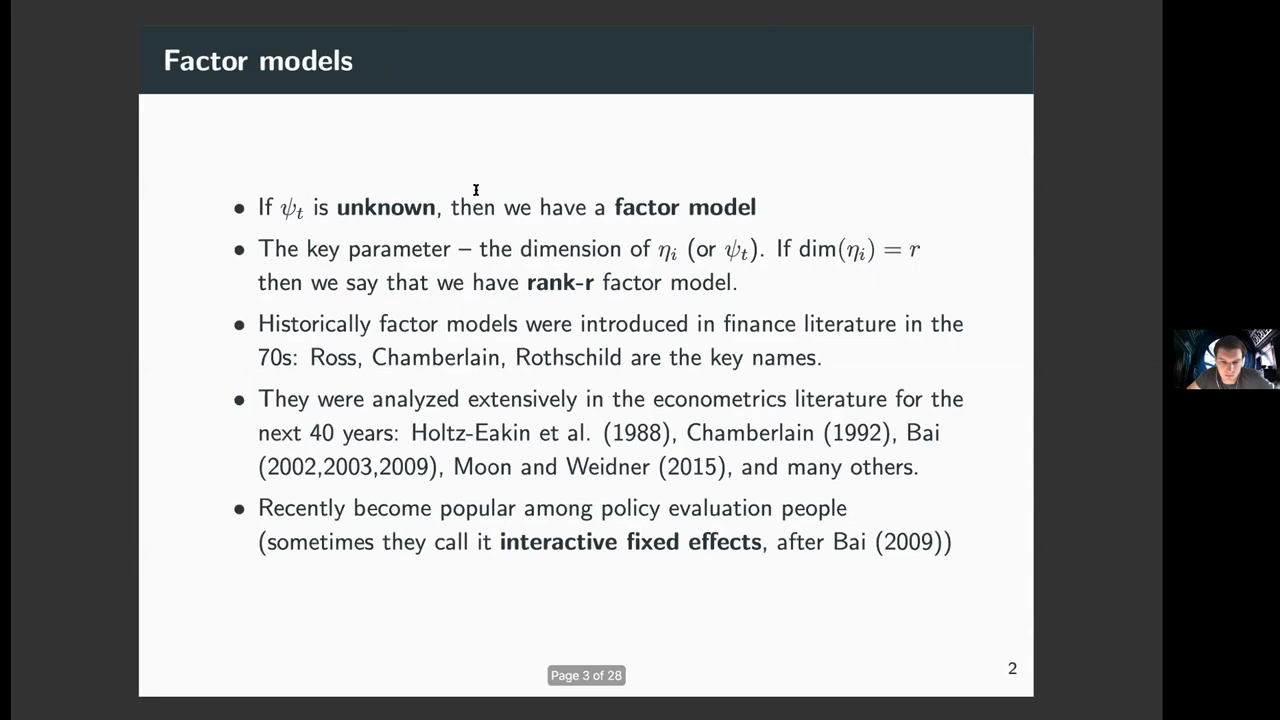 Factor models
• If ψₜ is unknown, then we have a factor model
• The key parameter – the dimension of ηᵢ (or ψₜ). If dim(ηᵢ) = r
then we say that we have rank-r factor model.
• Historically factor models were introduced in finance literature in the
70s: Ross, Chamberlain, Rothschild are the key names.
• They were analyzed extensively in the econometrics literature for the
next 40 years: Holtz-Eakin et al. (1988), Chamberlain (1992), Bai
(2002,2003,2009), Moon and Weidner (2015), and many others.
• Recently become popular among policy evaluation people
(sometimes they call it interactive fixed effects, after Bai (2009))
Page 3 of 28
2